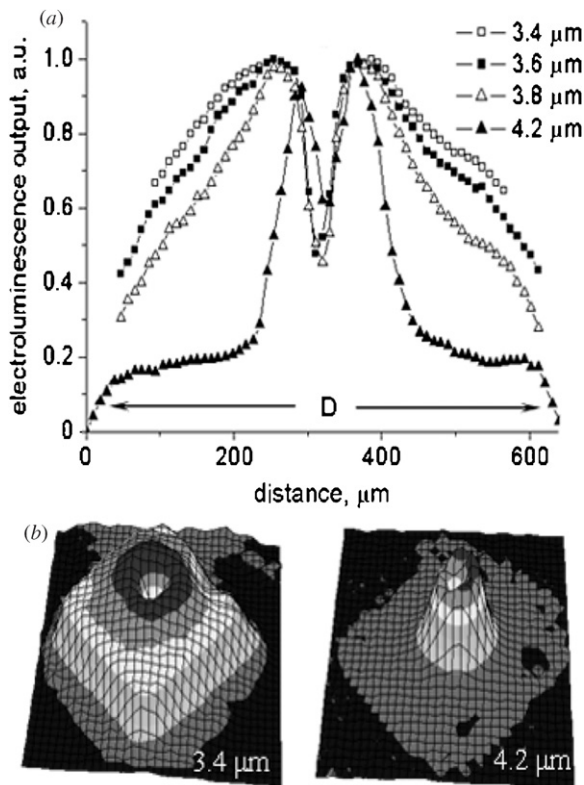 (a)
3.4 μm
3.6 μm
3.8 μm
4.2 μm
electroluminescence output, a.u.
1.0
0.8
0.6
0.4
0.2
0
D
0 200 400 600
distance, μm
(b)
3.4 μm
4.2 μm